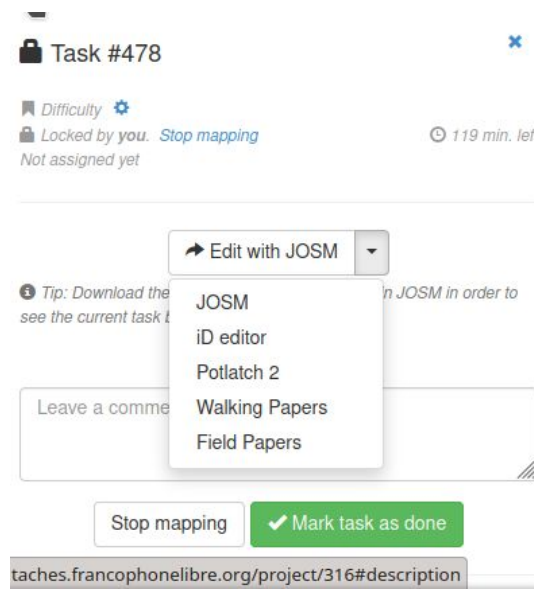 Task #478
Difficulty
Locked by you. Stop mapping
119 min. lef
Not assigned yet
Edit with JOSM
Tip: Download the
n JOSM in order to
see the current task
JOSM
iD editor
Potlatch 2
Walking Papers
Field Papers
Leave a comme
Stop mapping
Mark task as done
taches.francophonelibre.org/project/316#description